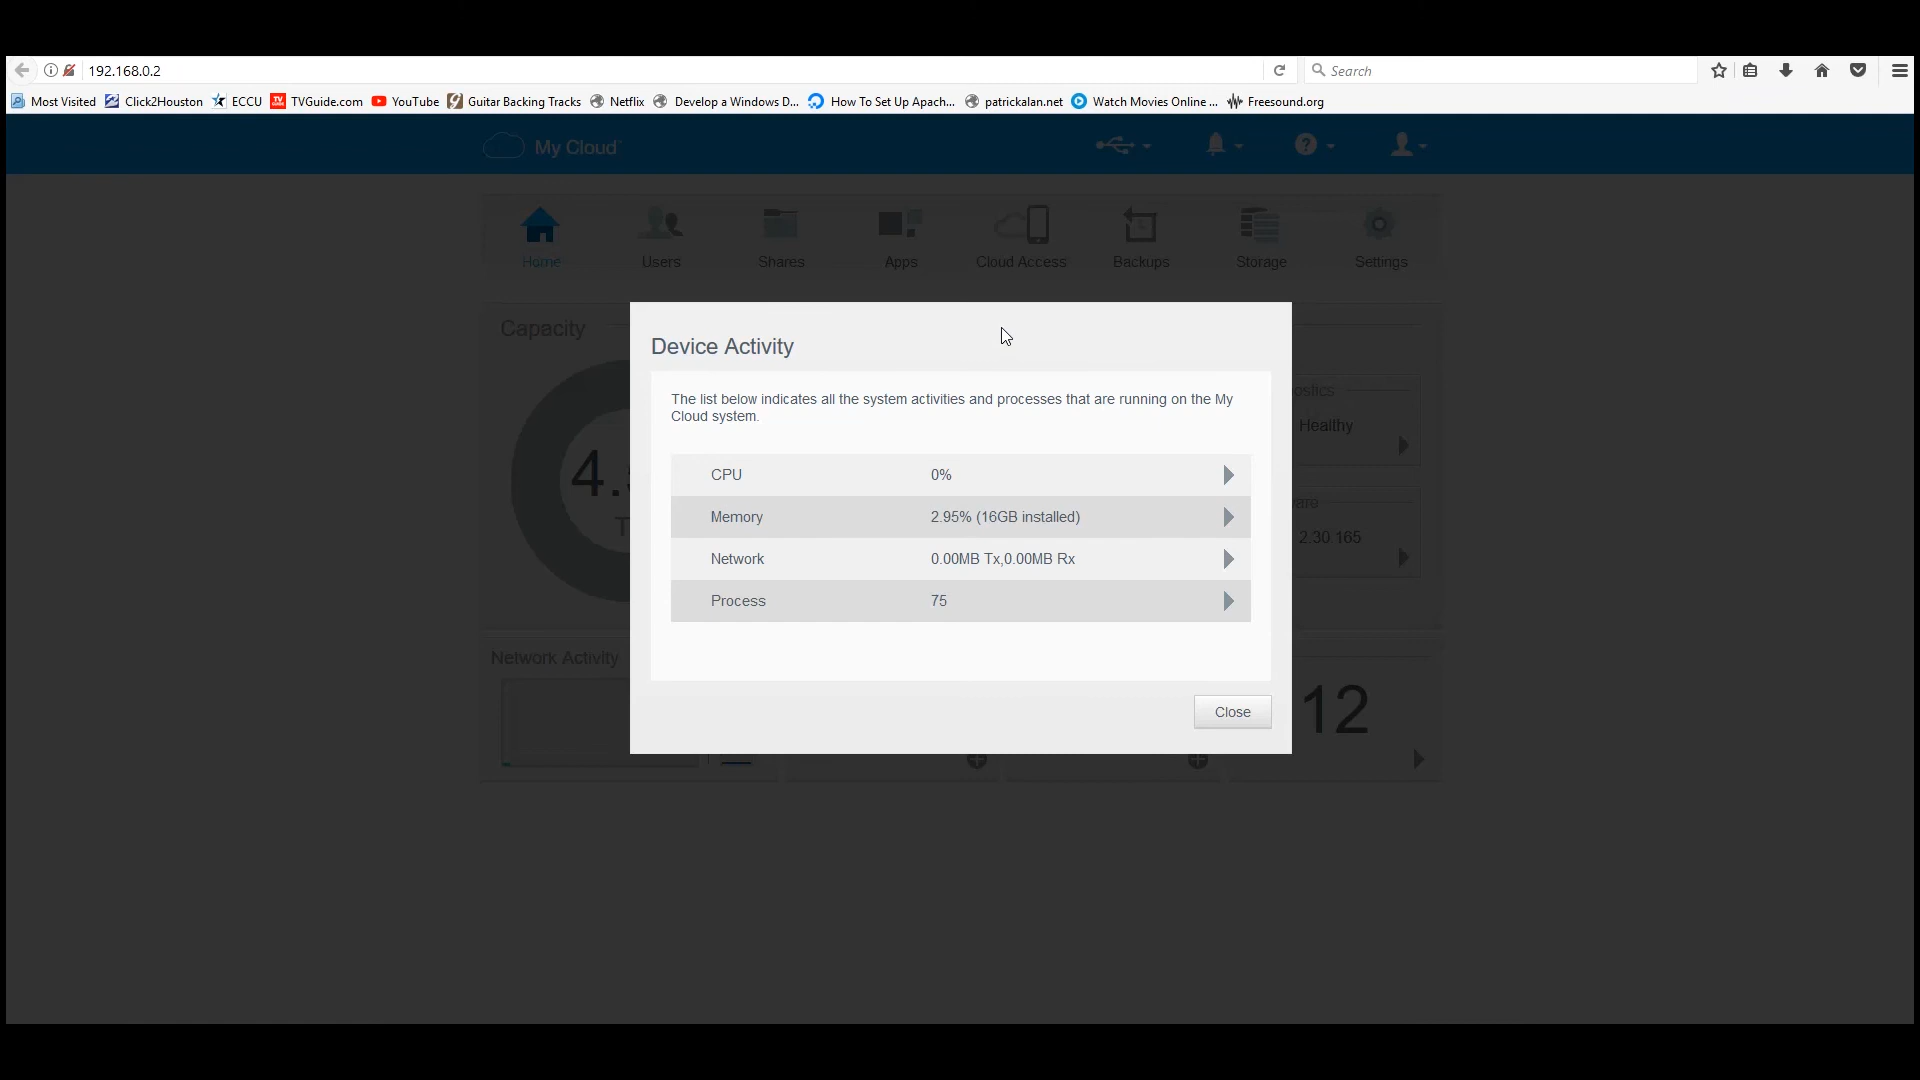 192.168.0.2
Search
Most Visited Click2Houston ECCU TVGuide.com YouTube Guitar Backing Tracks Netflix Develop a Windows D... How To Set Up Apach... patrickalan.net Watch Movies Online ... Freesound.org
My Cloud
Home Users Shares Apps Cloud Access Backups Storage Settings
Capacity
Device Activity
The list below indicates all the system activities and processes that are running on the My
Cloud system.
CPU 0%
Memory 2.95% (16GB installed)
Network 0.00MB Tx,0.00MB Rx
Process 75
Close
4.
T
ostics
Healthy
are
2.30.165
Network Activity
12